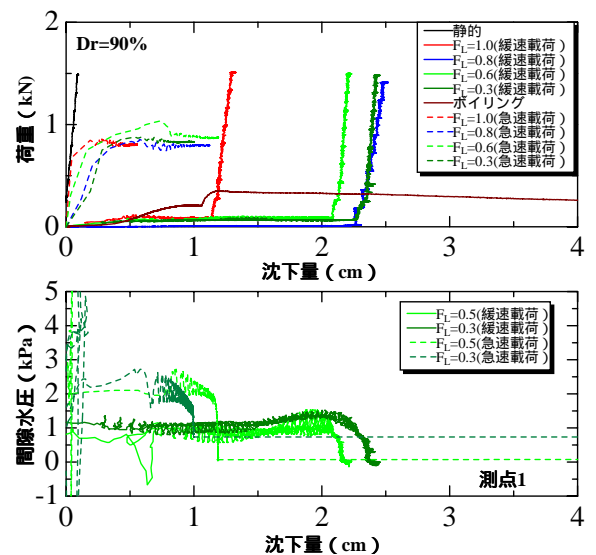 Dr=90%
静的
FL=1.0(緩速載荷)
FL=0.8(緩速載荷)
FL=0.6(緩速載荷)
FL=0.3(緩速載荷)
ボイリング
FL=1.0(急速載荷)
FL=0.8(急速載荷)
FL=0.6(急速載荷)
FL=0.3(急速載荷)
荷重(kN)
2
1
0
0 1 2 3 4
沈下量(cm)
FL=0.5(緩速載荷)
FL=0.3(緩速載荷)
FL=0.5(急速載荷)
FL=0.3(急速載荷)
間隙水圧(kPa)
5
4
3
2
1
0
-1
測点1
0 1 2 3 4
沈下量(cm)